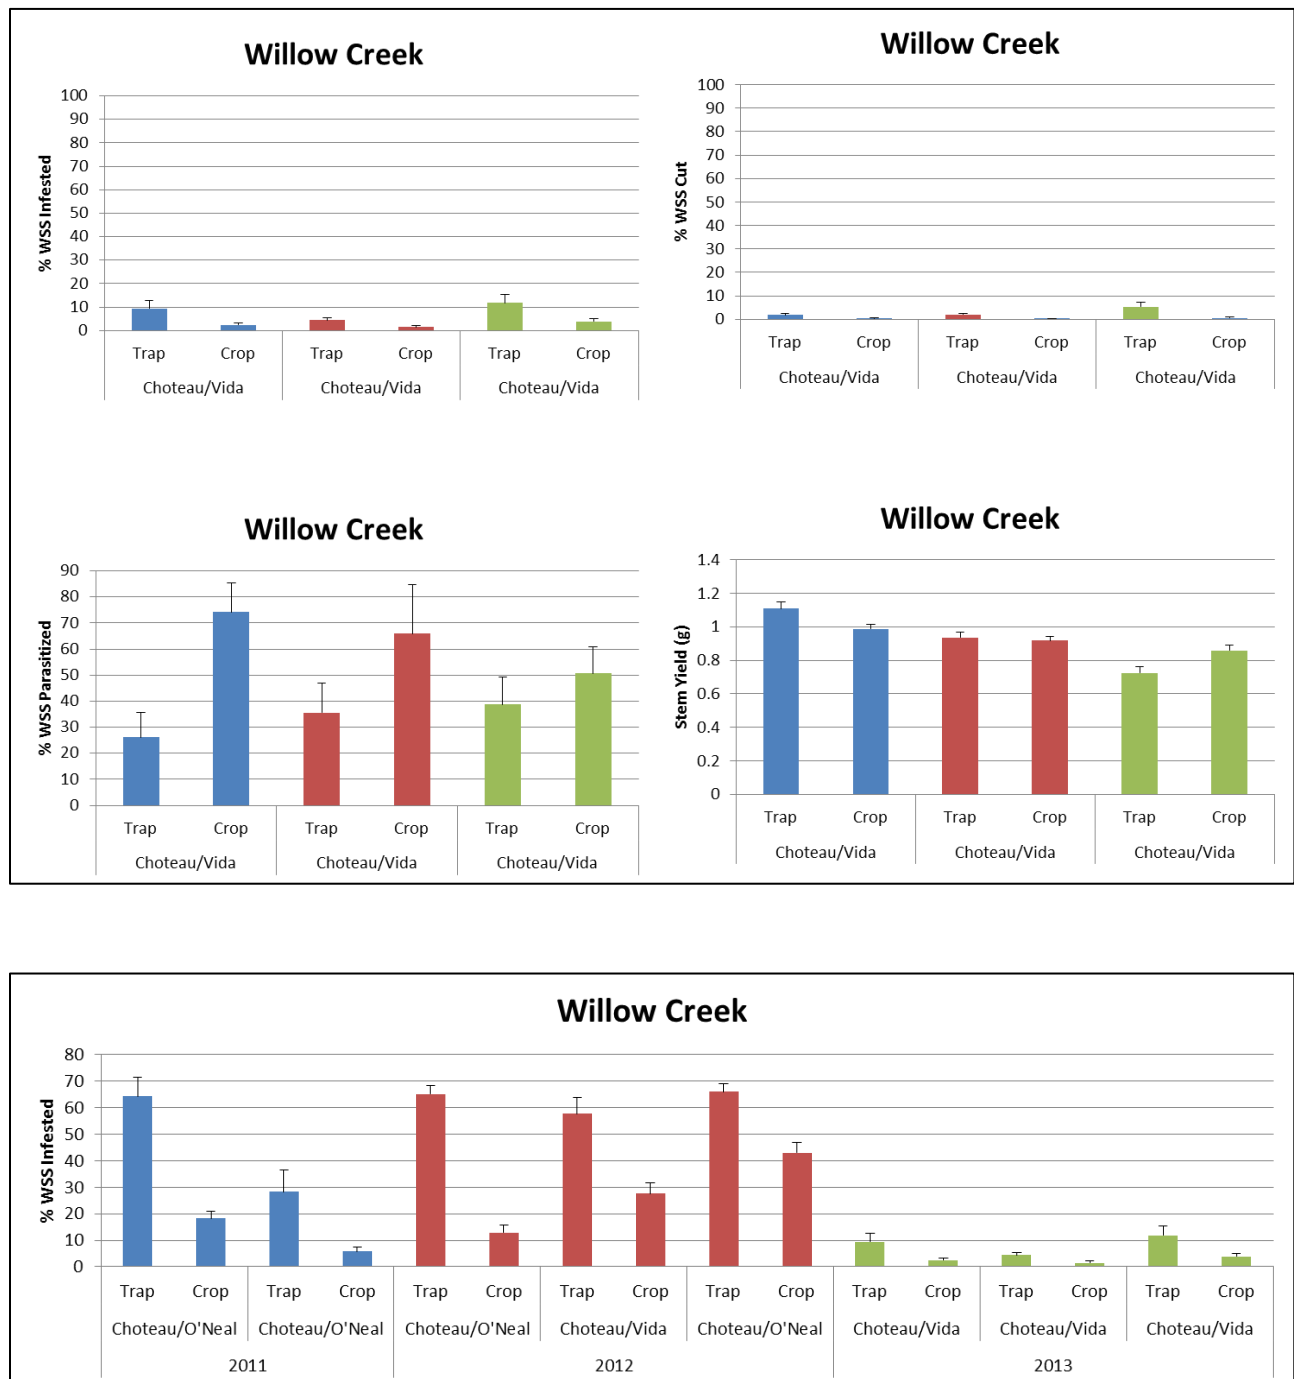 Willow Creek
% WSS Infested
100
90
80
70
60
50
40
30
20
10
0
Trap Crop Trap Crop Trap Crop
Choteau/Vida Choteau/Vida Choteau/Vida
Willow Creek
% WSS Cut
100
90
80
70
60
50
40
30
20
10
0
Trap Crop Trap Crop Trap Crop
Choteau/Vida Choteau/Vida Choteau/Vida
Willow Creek
% WSS Parasitized
90
80
70
60
50
40
30
20
10
0
Trap Crop Trap Crop Trap Crop
Choteau/Vida Choteau/Vida Choteau/Vida
Willow Creek
Stem Yield (g)
1.4
1.2
1
0.8
0.6
0.4
0.2
0
Trap Crop Trap Crop Trap Crop
Choteau/Vida Choteau/Vida Choteau/Vida
Willow Creek
% WSS Infested
80
70
60
50
40
30
20
10
0
Trap Crop Trap Crop Trap Crop Trap Crop Trap Crop Trap Crop Trap Crop Trap Crop
Choteau/O'Neal Choteau/O'Neal Choteau/O'Neal Choteau/Vida Choteau/O'Neal Choteau/Vida Choteau/Vida Choteau/Vida
2011 2012 2013